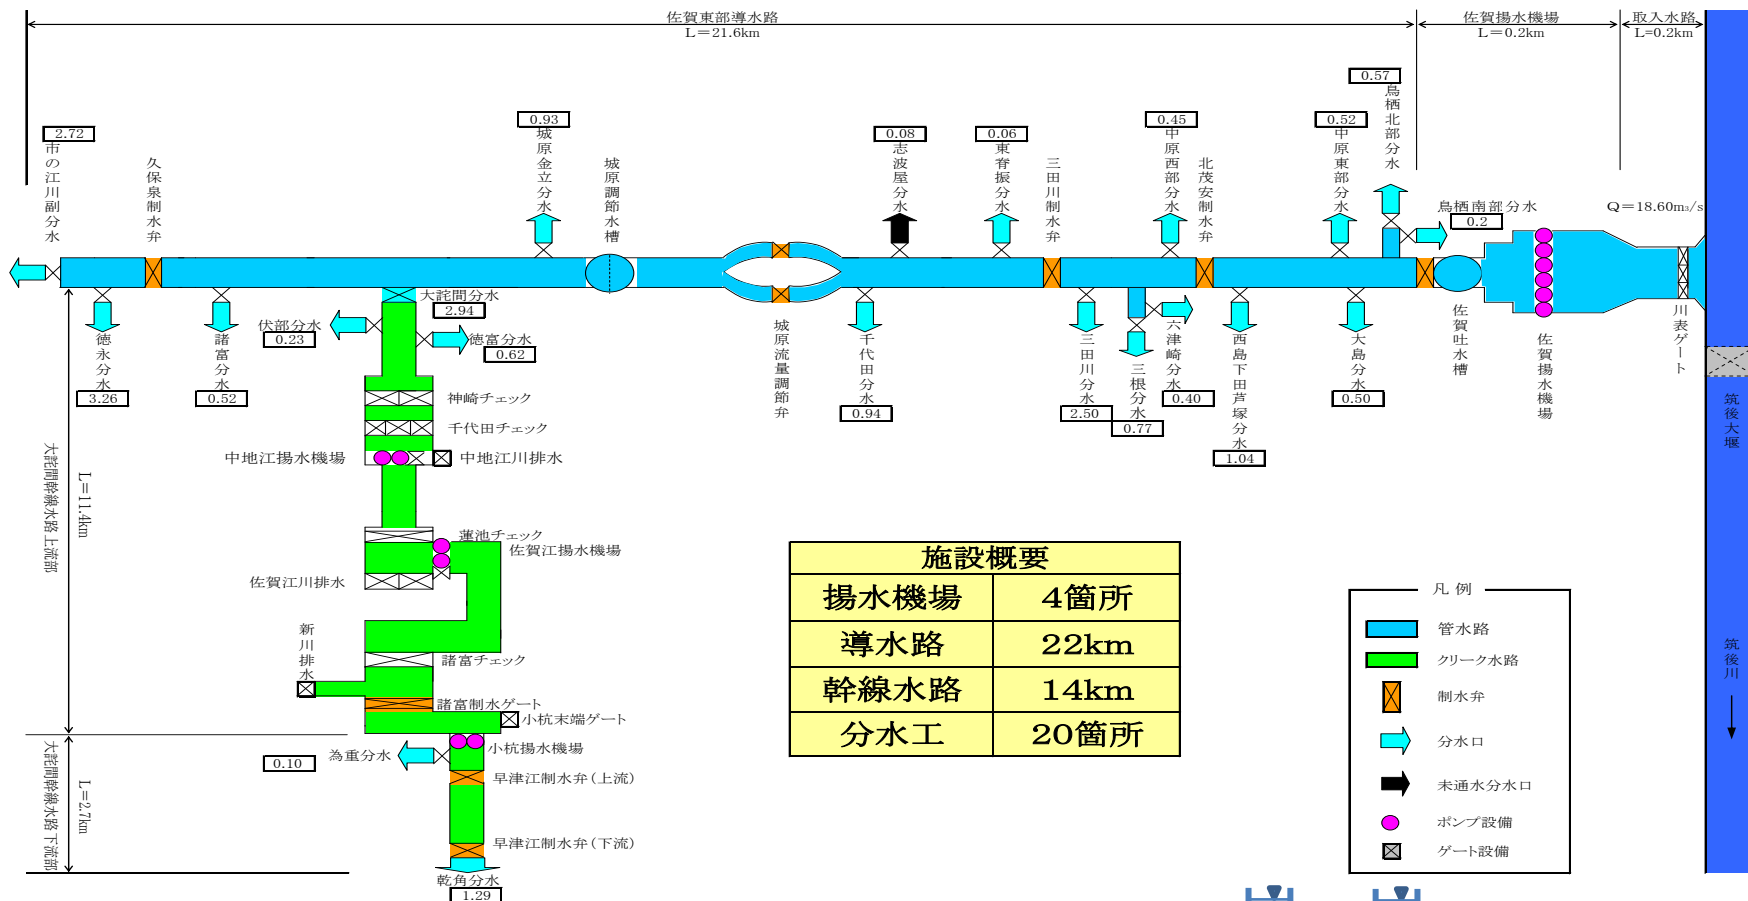 佐賀東部導水路
L=21.6km
佐賀揚水機場
L=0.2km
取入水路
L=0.2km
0.57
鳥栖北部分水
2.72
市の江川副分水
久保泉制水弁
0.93
城原金立分水
城原調節水槽
0.08
志波屋分水
0.06
東脊振分水
三田川制水弁
0.45
中原西部分水
北茂安制水弁
0.52
中原東部分水
鳥栖南部分水
0.2
Q=18.60m3/s
徳永分水
3.26
諸富分水
0.52
大詫間分水
2.94
伏部分水
0.23
徳富分水
0.62
城原流量調節弁
千代田分水
0.94
三田川分水
2.50
三根分水
0.77
六津崎分水
0.40
西島下田芦塚分水
1.04
大島分水
0.50
佐賀吐水槽
佐賀揚水機場
川表ゲート
筑後大堰
筑後川
神崎チェック
千代田チェック
中地江揚水機場
中地江川排水
蓮池チェック
佐賀江揚水機場
佐賀江川排水
新川排水
諸富チェック
諸富制水ゲート
小杭末端ゲート
小杭揚水機場
為重分水
0.10
早津江制水弁(上流)
早津江制水弁(下流)
乾角分水
1.29
L=11.4km
大詫間幹線水路 上流部
L=2.7km
大詫間幹線水路 下流部
施設概要
揚水機場 4箇所
導水路 22km
幹線水路 14km
分水工 20箇所
凡 例
管水路
クリーク水路
制水弁
分水口
未通水分水口
ポンプ設備
ゲート設備